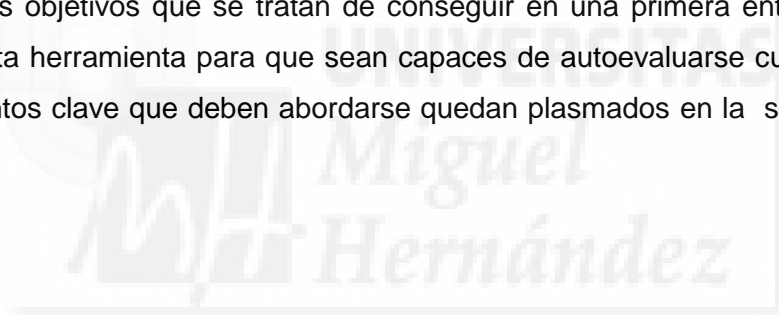 s objetivos que se tratan de conseguir en una primera ent
ta herramienta para que sean capaces de autoevaluarse cu
ntos clave que deben abordarse quedan plasmados en la s
UNIVERSITAS
Miguel
Hernández